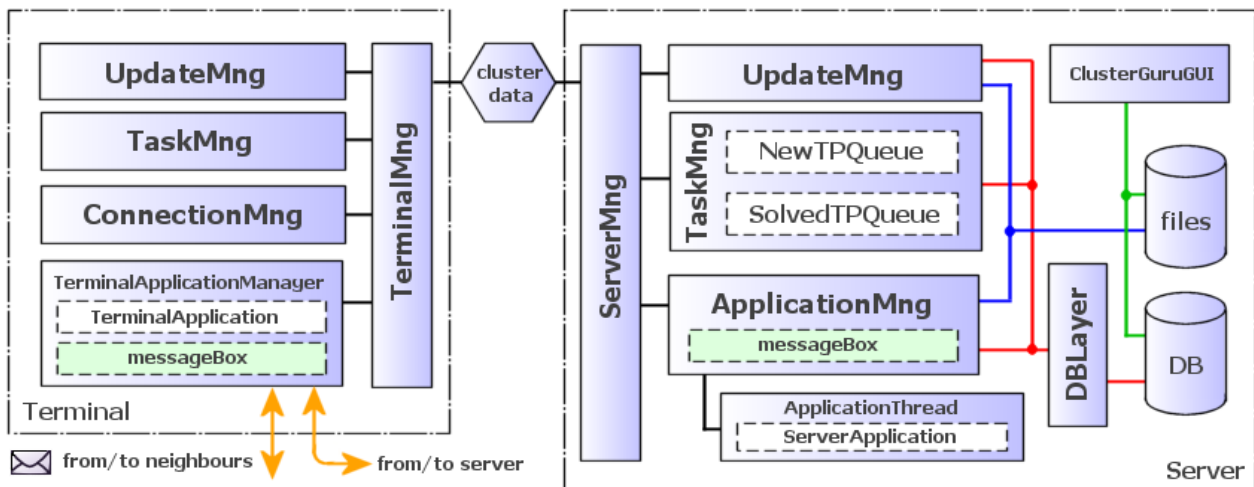 UpdateMng
TaskMng
ConnectionMng
TerminalApplicationManager
TerminalApplication
messageBox
TerminalMng
Terminal
from/to neighbours
from/to server
cluster
data
ServerMng
UpdateMng
TaskMng
NewTPQueue
SolvedTPQueue
ApplicationMng
messageBox
ApplicationThread
ServerApplication
ClusterGuruGUI
files
DBLayer
DB
Server